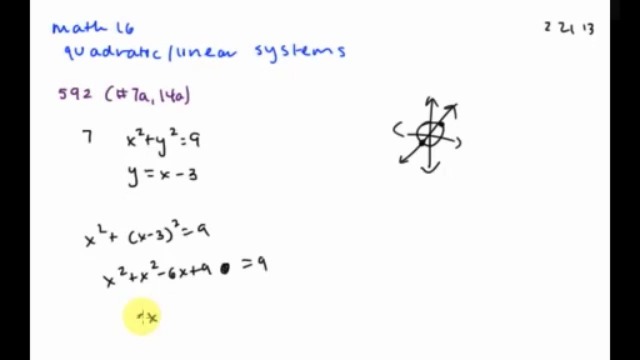 math 16
2 21 13
quadratic/linear systems
592 (#7a, 14a)
7 x²+y²=9
y = x - 3
x² + (x-3)² = 9
x² + x² - 6x + 9 = 9